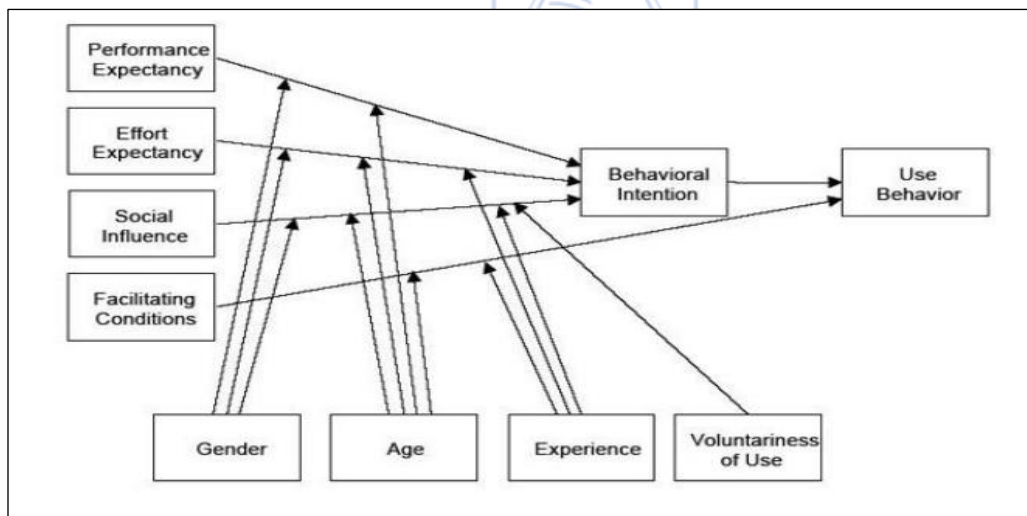 Performance
Expectancy
Effort
Expectancy
Social
Influence
Facilitating
Conditions
Behavioral
Intention
Use
Behavior
Gender
Age
Experience
Voluntariness
of Use